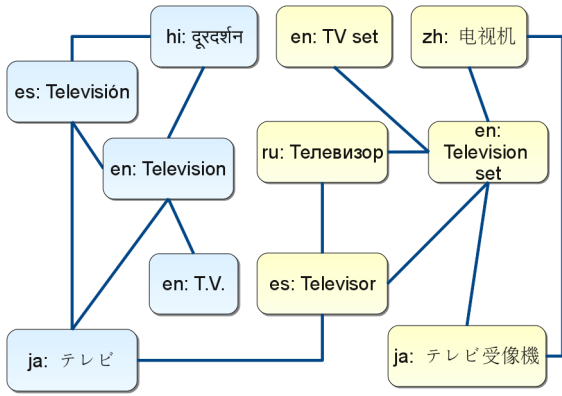 hi: दूरदर्शन
en: TV set
zh: 电视机
es: Televisión
en: Television
ru: Телевизор
en:
Television
set
en: T.V.
es: Televisor
ja: テレビ
ja: テレビ受像機